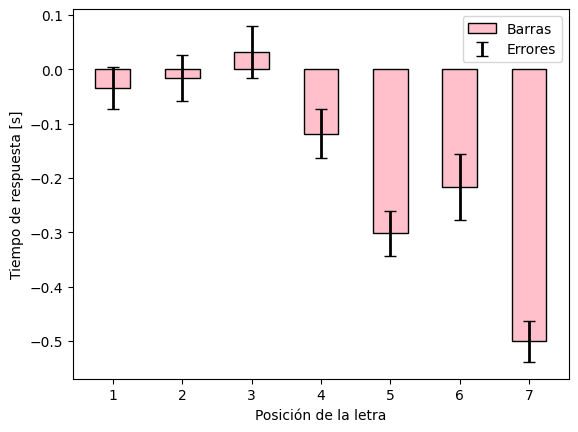 Barras
Errores
0.1
0.0
−0.1
−0.2
−0.3
−0.4
−0.5
Tiempo de respuesta [s]
1 2 3 4 5 6 7
Posición de la letra